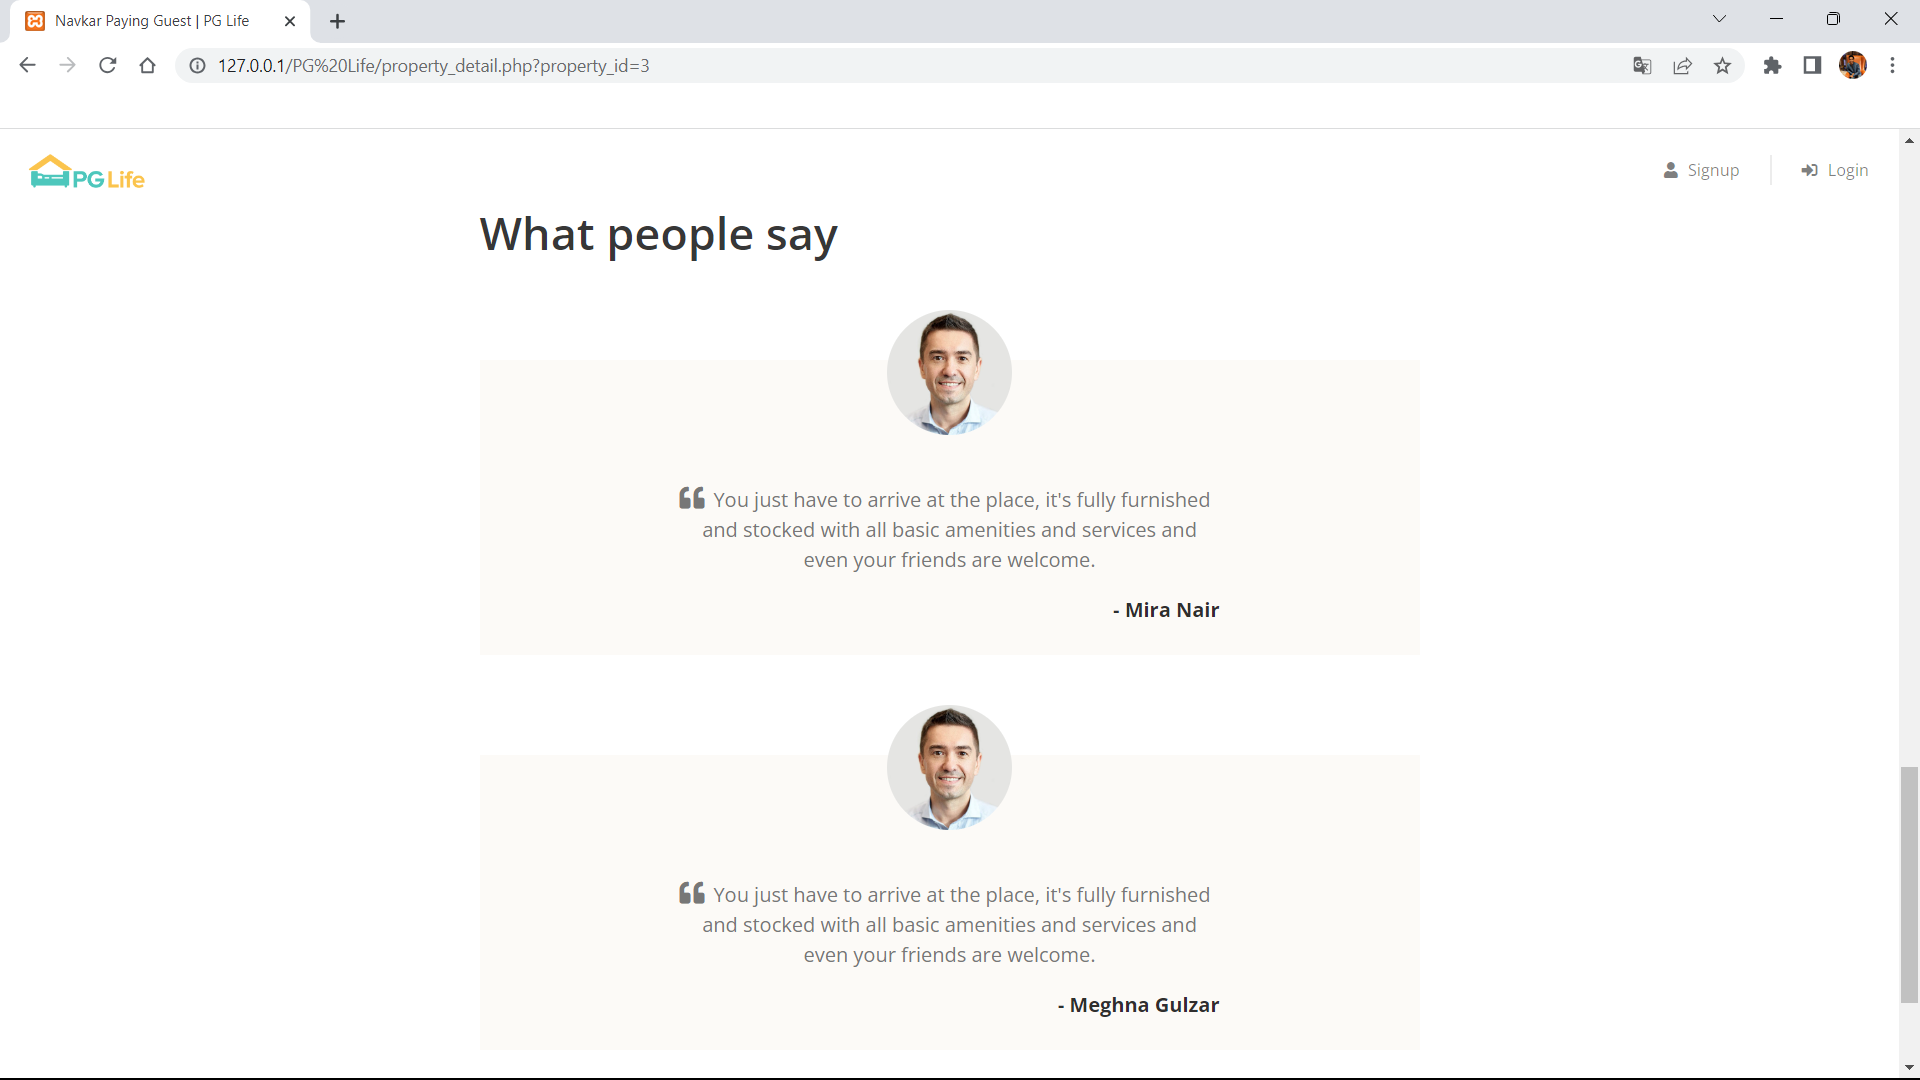 Navkar Paying Guest | PG Life
127.0.0.1/PG%20Life/property_detail.php?property_id=3
PG Life
Signup
Login
What people say
“ You just have to arrive at the place, it's fully furnished
and stocked with all basic amenities and services and
even your friends are welcome.
- Mira Nair
“ You just have to arrive at the place, it's fully furnished
and stocked with all basic amenities and services and
even your friends are welcome.
- Meghna Gulzar